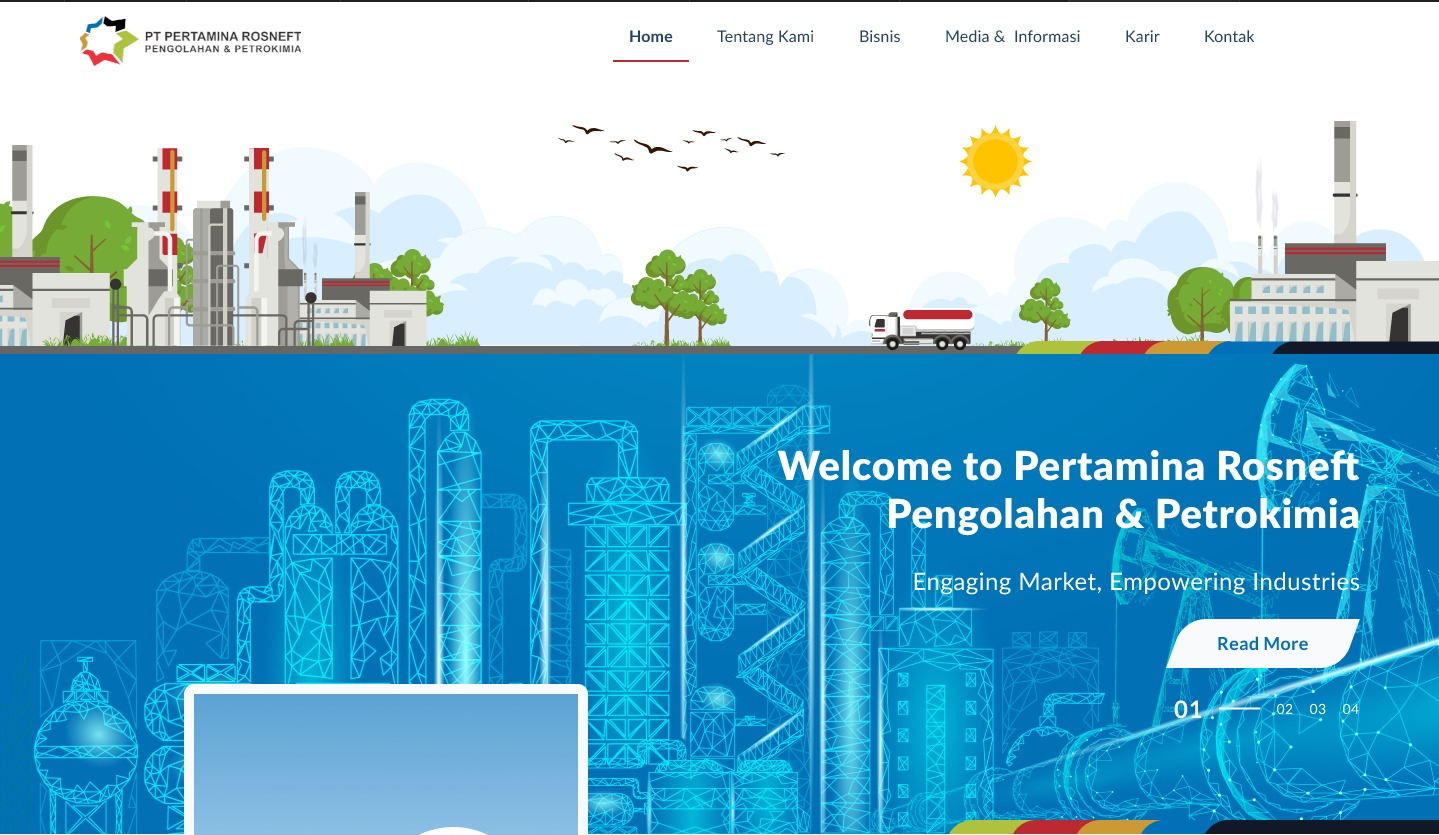 PT PERTAMINA ROSNEFT
PENGOLAHAN & PETROKIMIA
Home Tentang Kami Bisnis Media & Informasi Karir Kontak
Welcome to Pertamina Rosneft
Pengolahan & Petrokimia
Engaging Market, Empowering Industries
Read More
01 02 03 04